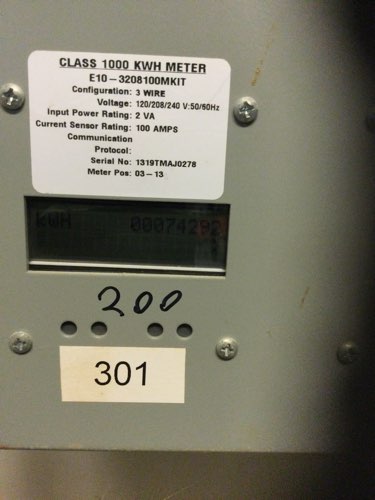 CLASS 1000 KWH METER
E10-3208100MKIT
Configuration: 3 WIRE
Voltage: 120/208/240 V:50/60Hz
Input Power Rating: 2 VA
Current Sensor Rating: 100 AMPS
Communication
Protocol:
Serial No: 1319TMAJ0278
Meter Pos: 03-13
kWH
200
301